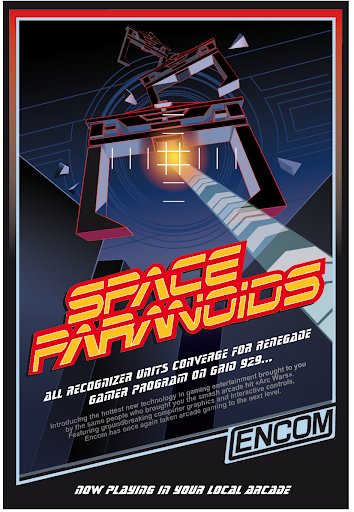 SPACE
PARANOIDS
ALL RECOGNIZER UNITS CONVERGE FOR RENEGADE
GAMER PROGRAM ON GRID 929...
Introducing the hottest new technology in gaming entertainment brought to you
by the same people who brought you the smash arcade hit «Arc Wars».
Featuring groundbreaking computer graphics and interactive controls,
Encom has once again taken arcade gaming to the next level.
ENCOM
NOW PLAYING IN YOUR LOCAL ARCADE